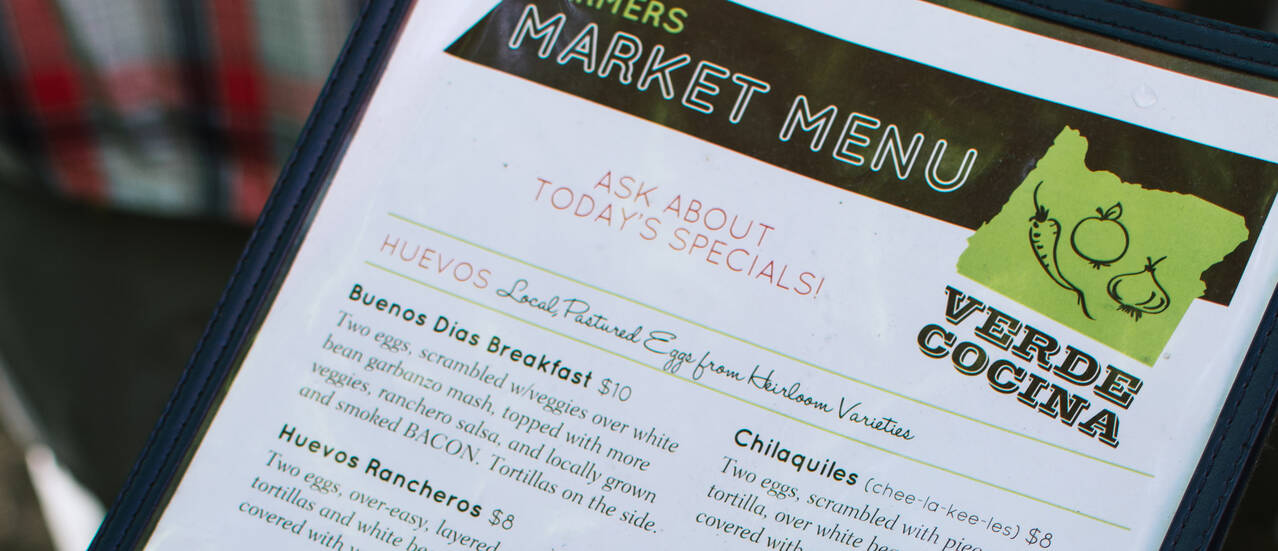 MARKET MENU
ASK ABOUT
TODAY'S SPECIALS!
HUEVOS Local, Pastured Eggs from Heirloom Varieties
Buenos Dias Breakfast $10
Two eggs, scrambled w/veggies over white
bean garbanzo mash, topped with more
veggies, ranchero salsa, and locally grown
and smoked BACON. Tortillas on the side.
Huevos Rancheros $8
Two eggs, over-easy, layered
tortillas and white
covered with
Chilaquiles (chee-la-kee-les) $8
Two eggs, scrambled with
tortilla, over white
covered with
VERDE
COCINA